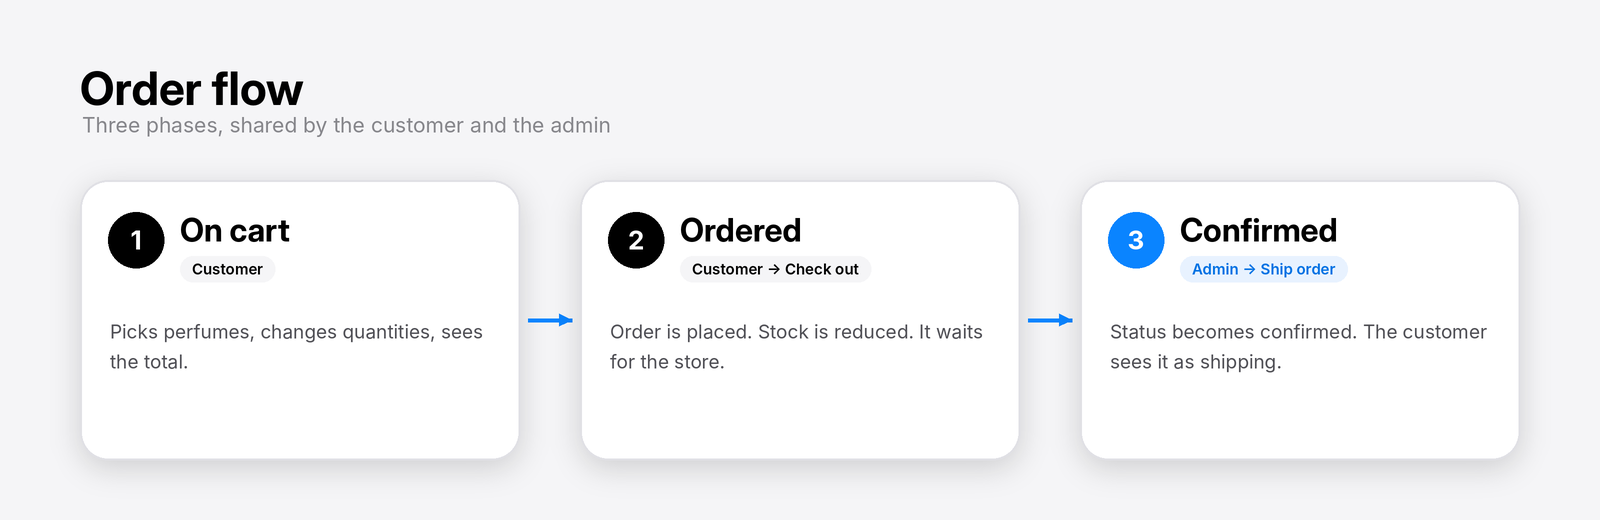 Order flow
Three phases, shared by the customer and the admin
1
On cart
Customer
Picks perfumes, changes quantities, sees
the total.
2
Ordered
Customer → Check out
Order is placed. Stock is reduced. It waits
for the store.
3
Confirmed
Admin → Ship order
Status becomes confirmed. The customer
sees it as shipping.